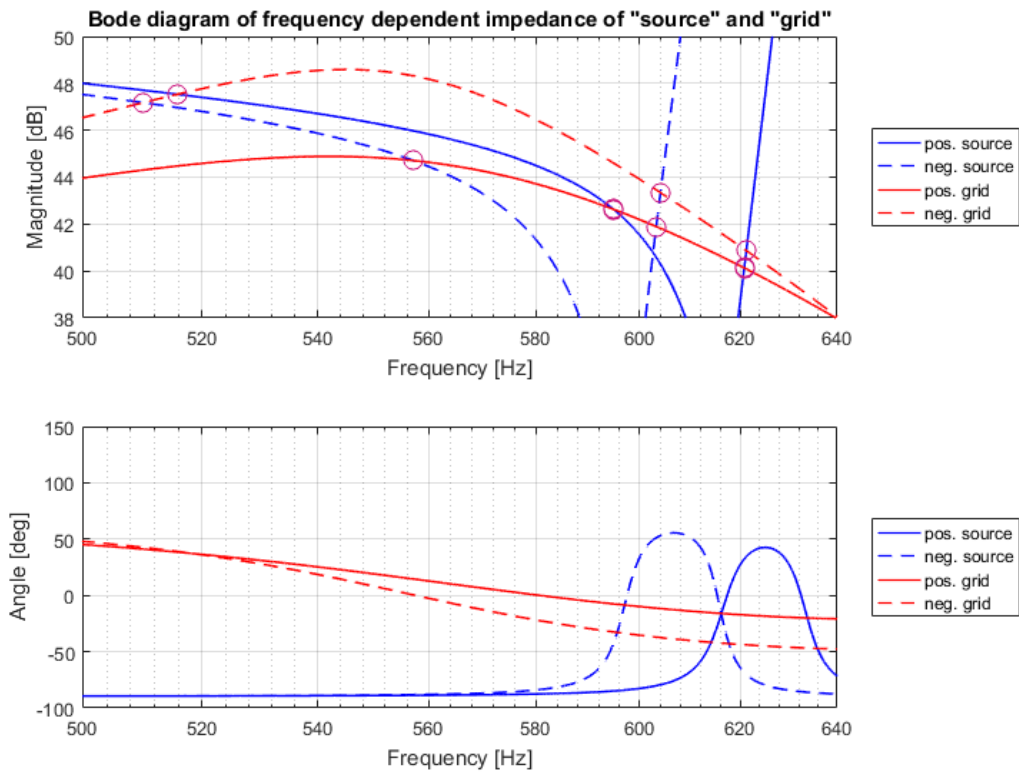 Bode diagram of frequency dependent impedance of "source" and "grid"
50
48
46
44
42
40
38
Magnitude [dB]
500
520
540
560
580
600
620
640
Frequency [Hz]
pos. source
neg. source
pos. grid
neg. grid
150
100
50
0
-50
-100
Angle [deg]
500
520
540
560
580
600
620
640
Frequency [Hz]
pos. source
neg. source
pos. grid
neg. grid